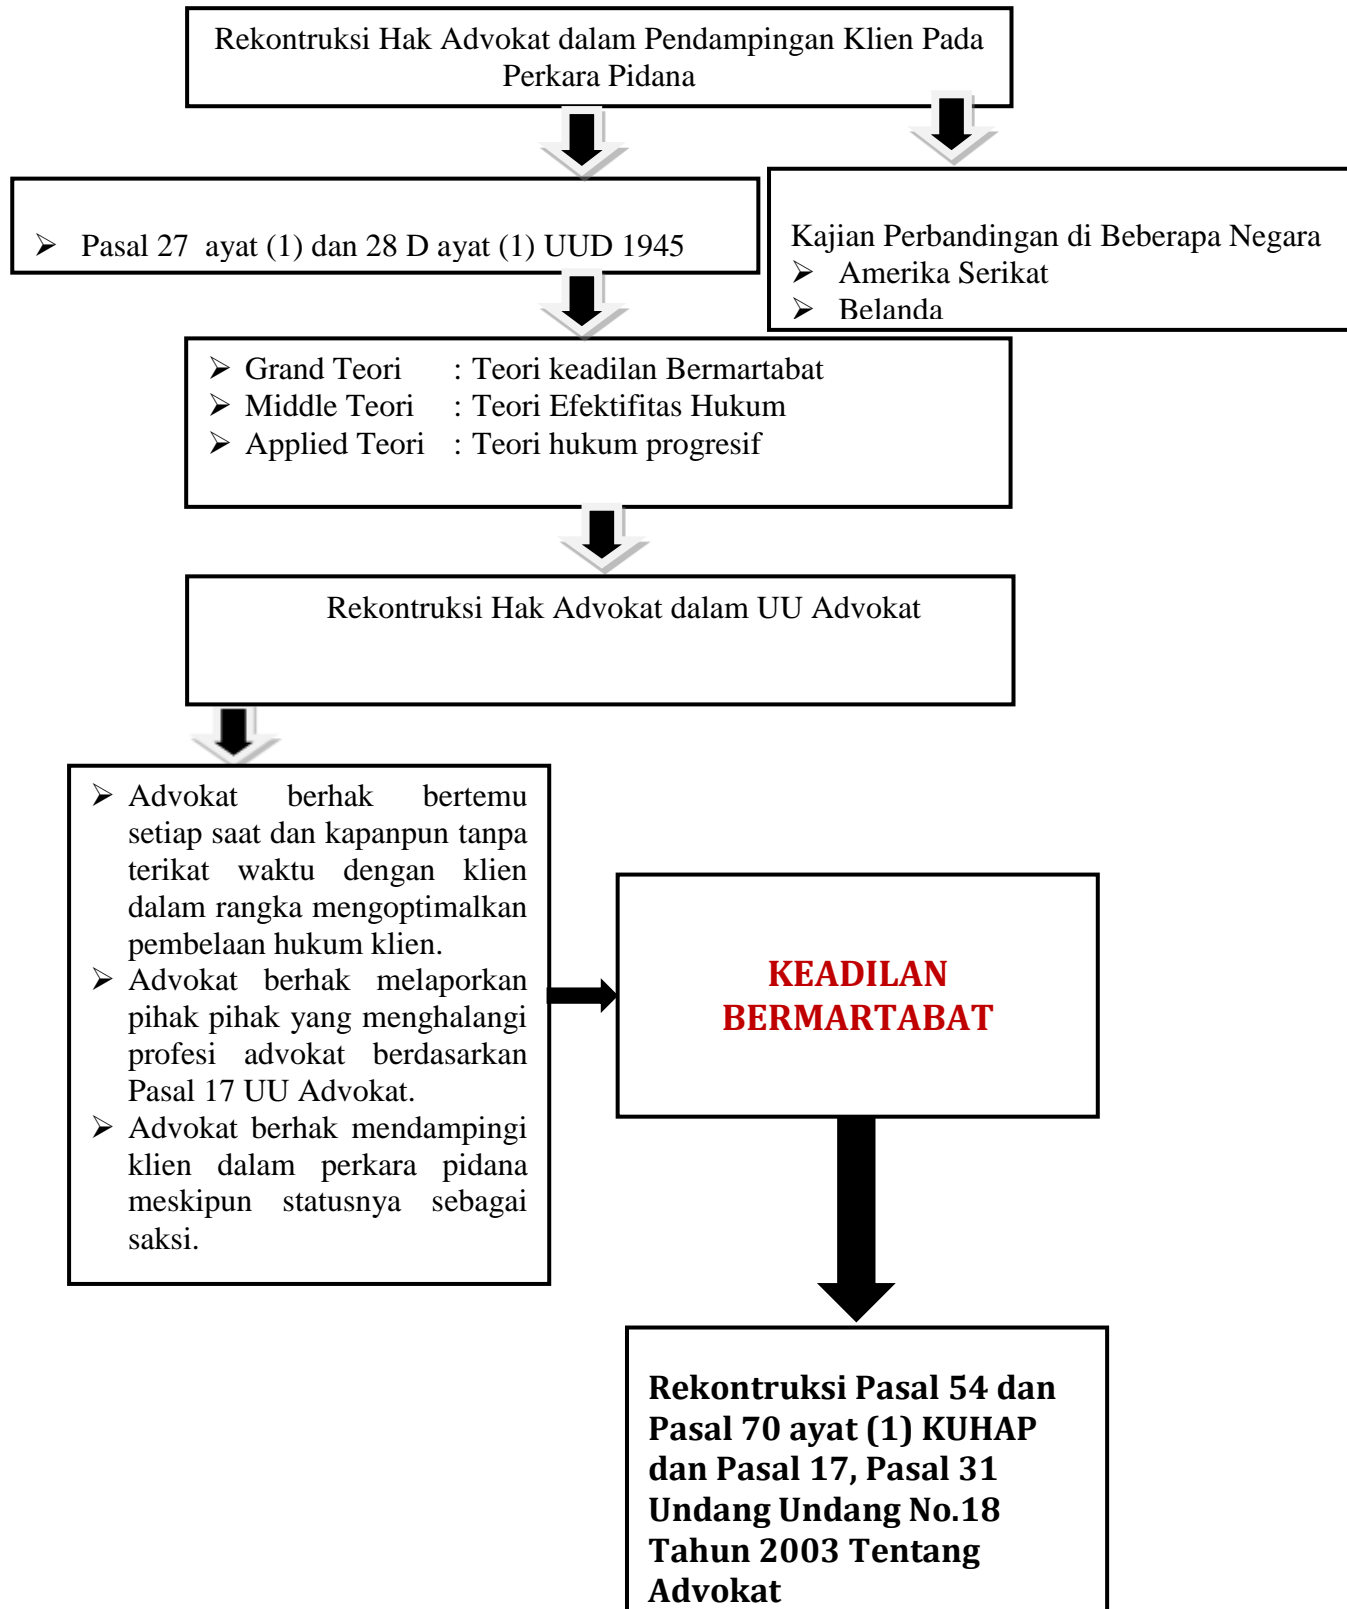 Rekontruksi Hak Advokat dalam Pendampingan Klien Pada
Perkara Pidana
➢ Pasal 27 ayat (1) dan 28 D ayat (1) UUD 1945
Kajian Perbandingan di Beberapa Negara
➢ Amerika Serikat
➢ Belanda
➢ Grand Teori : Teori keadilan Bermartabat
➢ Middle Teori : Teori Efektifitas Hukum
➢ Applied Teori : Teori hukum progresif
Rekontruksi Hak Advokat dalam UU Advokat
➢ Advokat berhak bertemu
setiap saat dan kapanpun tanpa
terikat waktu dengan klien
dalam rangka mengoptimalkan
pembelaan hukum klien.
➢ Advokat berhak melaporkan
pihak pihak yang menghalangi
profesi advokat berdasarkan
Pasal 17 UU Advokat.
➢ Advokat berhak mendampingi
klien dalam perkara pidana
meskipun statusnya sebagai
saksi.
KEADILAN
BERMARTABAT
Rekontruksi Pasal 54 dan
Pasal 70 ayat (1) KUHAP
dan Pasal 17, Pasal 31
Undang Undang No.18
Tahun 2003 Tentang
Advokat